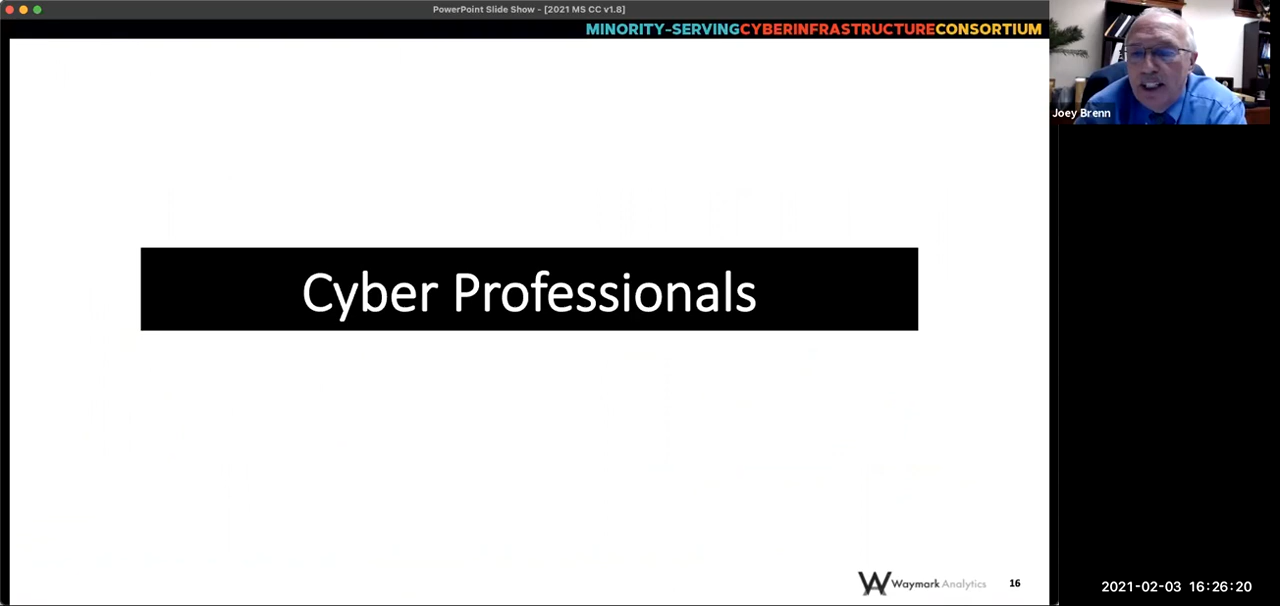 PowerPoint Slide Show - [2021 MS CC v1.8]
MINORITY-SERVINGCYBERINFRASTRUCTURECONSORTIUM
Joey Brenn
Cyber Professionals
Waymark Analytics
16
2021-02-03 16:26:20